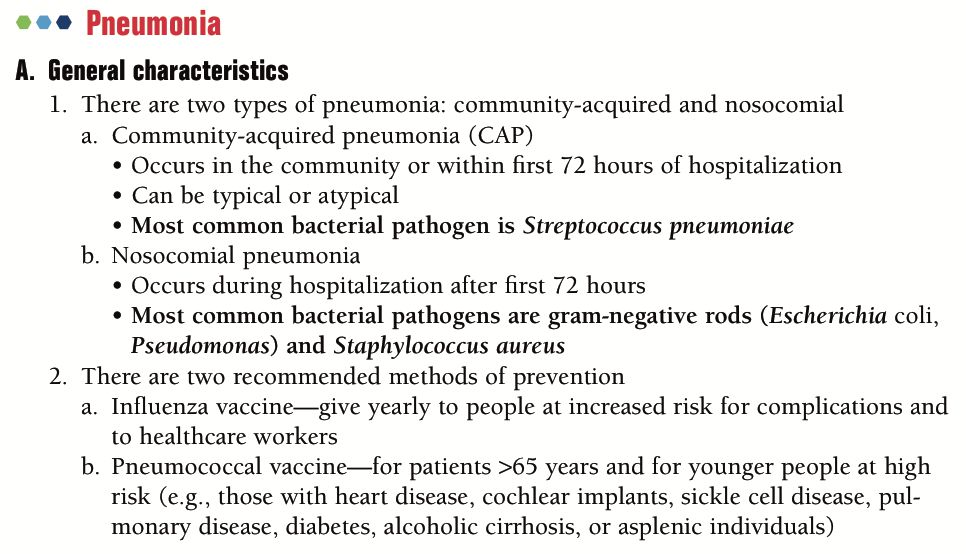 Pneumonia
A. General characteristics
1. There are two types of pneumonia: community-acquired and nosocomial
a. Community-acquired pneumonia (CAP)
• Occurs in the community or within first 72 hours of hospitalization
• Can be typical or atypical
• Most common bacterial pathogen is Streptococcus pneumoniae
b. Nosocomial pneumonia
• Occurs during hospitalization after first 72 hours
• Most common bacterial pathogens are gram-negative rods (Escherichia coli,
Pseudomonas) and Staphylococcus aureus
2. There are two recommended methods of prevention
a. Influenza vaccine—give yearly to people at increased risk for complications and
to healthcare workers
b. Pneumococcal vaccine—for patients >65 years and for younger people at high
risk (e.g., those with heart disease, cochlear implants, sickle cell disease, pul-
monary disease, diabetes, alcoholic cirrhosis, or asplenic individuals)